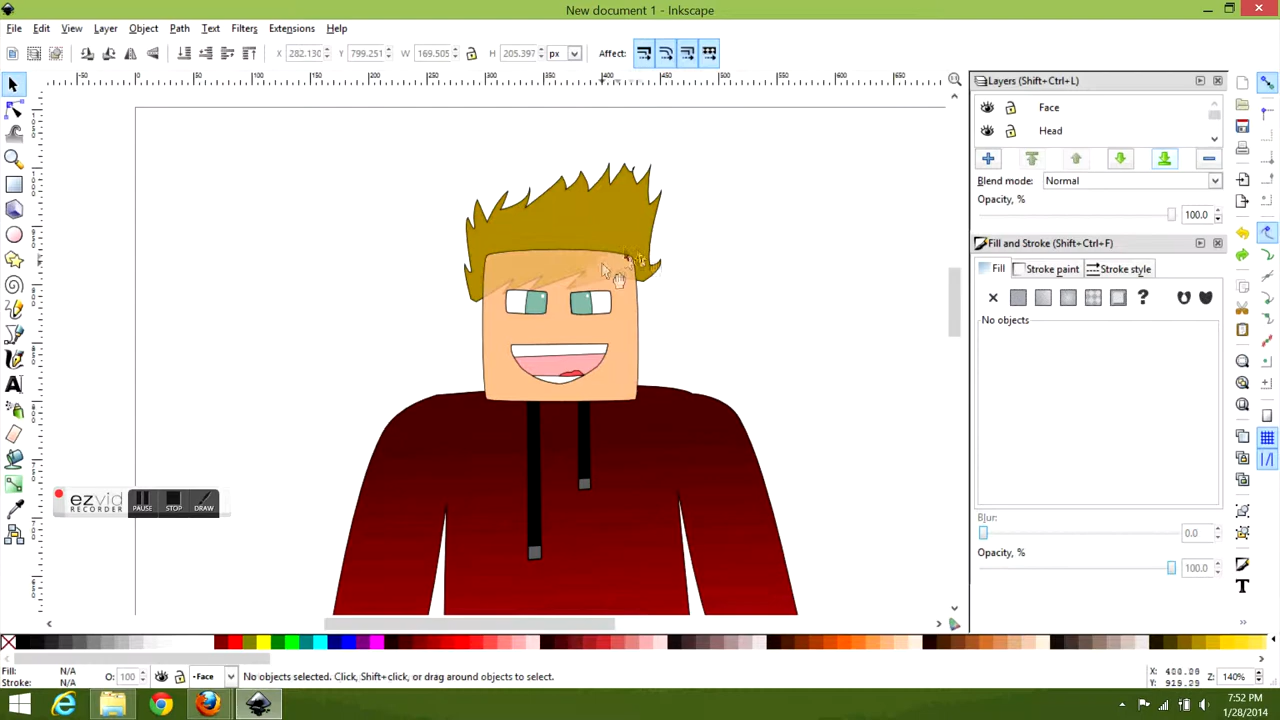 New document 1 - Inkscape
File Edit View Layer Object Path Text Filters Extensions Help
X 282.130 Y 799.251 W 169.505 H 205.397 px Affect:
Layers (Shift+Ctrl+L)
Face
Head
Blend mode: Normal
Opacity, % 100.0
Fill and Stroke (Shift+Ctrl+F)
Fill Stroke paint Stroke style
No objects
Blur:
0.0
Opacity, %
100.0
ezvid
RECORDER
PAUSE STOP DRAW
Fill: N/A
Stroke: N/A
O: 100
Face
No objects selected. Click, Shift+click, or drag around objects to select.
X: 400.00
Y: 929.29
Z: 140%
7:52 PM
1/28/2014